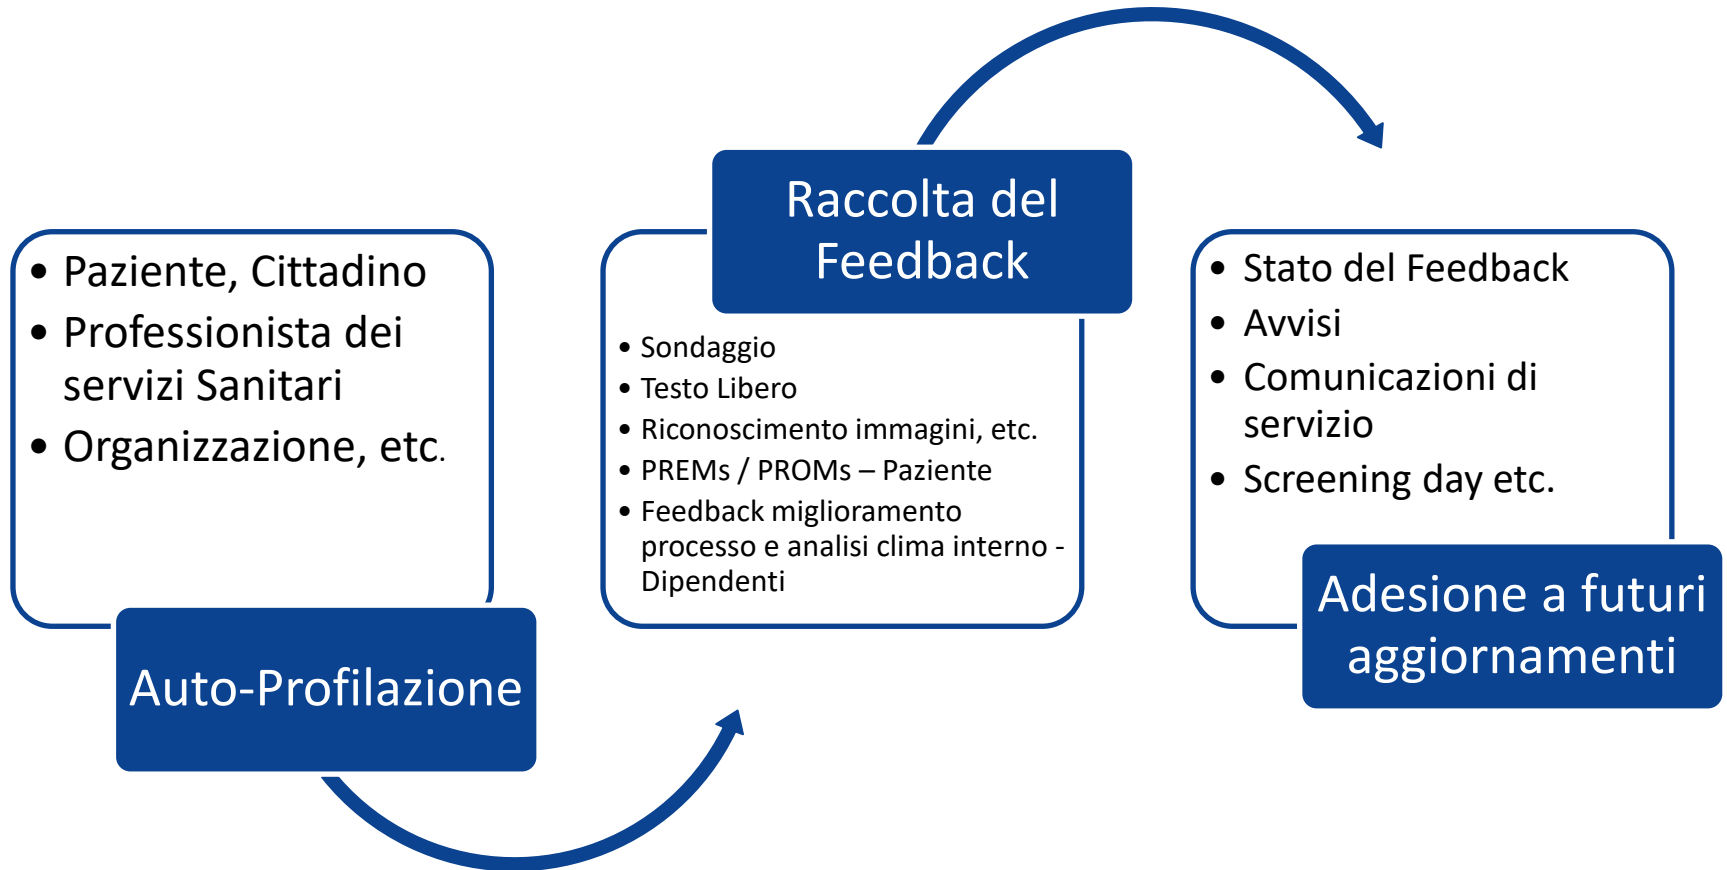 • Paziente, Cittadino
• Professionista dei
servizi Sanitari
• Organizzazione, etc.
Auto-Profilazione
Raccolta del
Feedback
• Sondaggio
• Testo Libero
• Riconoscimento immagini, etc.
• PREMs / PROMs – Paziente
• Feedback miglioramento
processo e analisi clima interno -
Dipendenti
• Stato del Feedback
• Avvisi
• Comunicazioni di
servizio
• Screening day etc.
Adesione a futuri
aggiornamenti